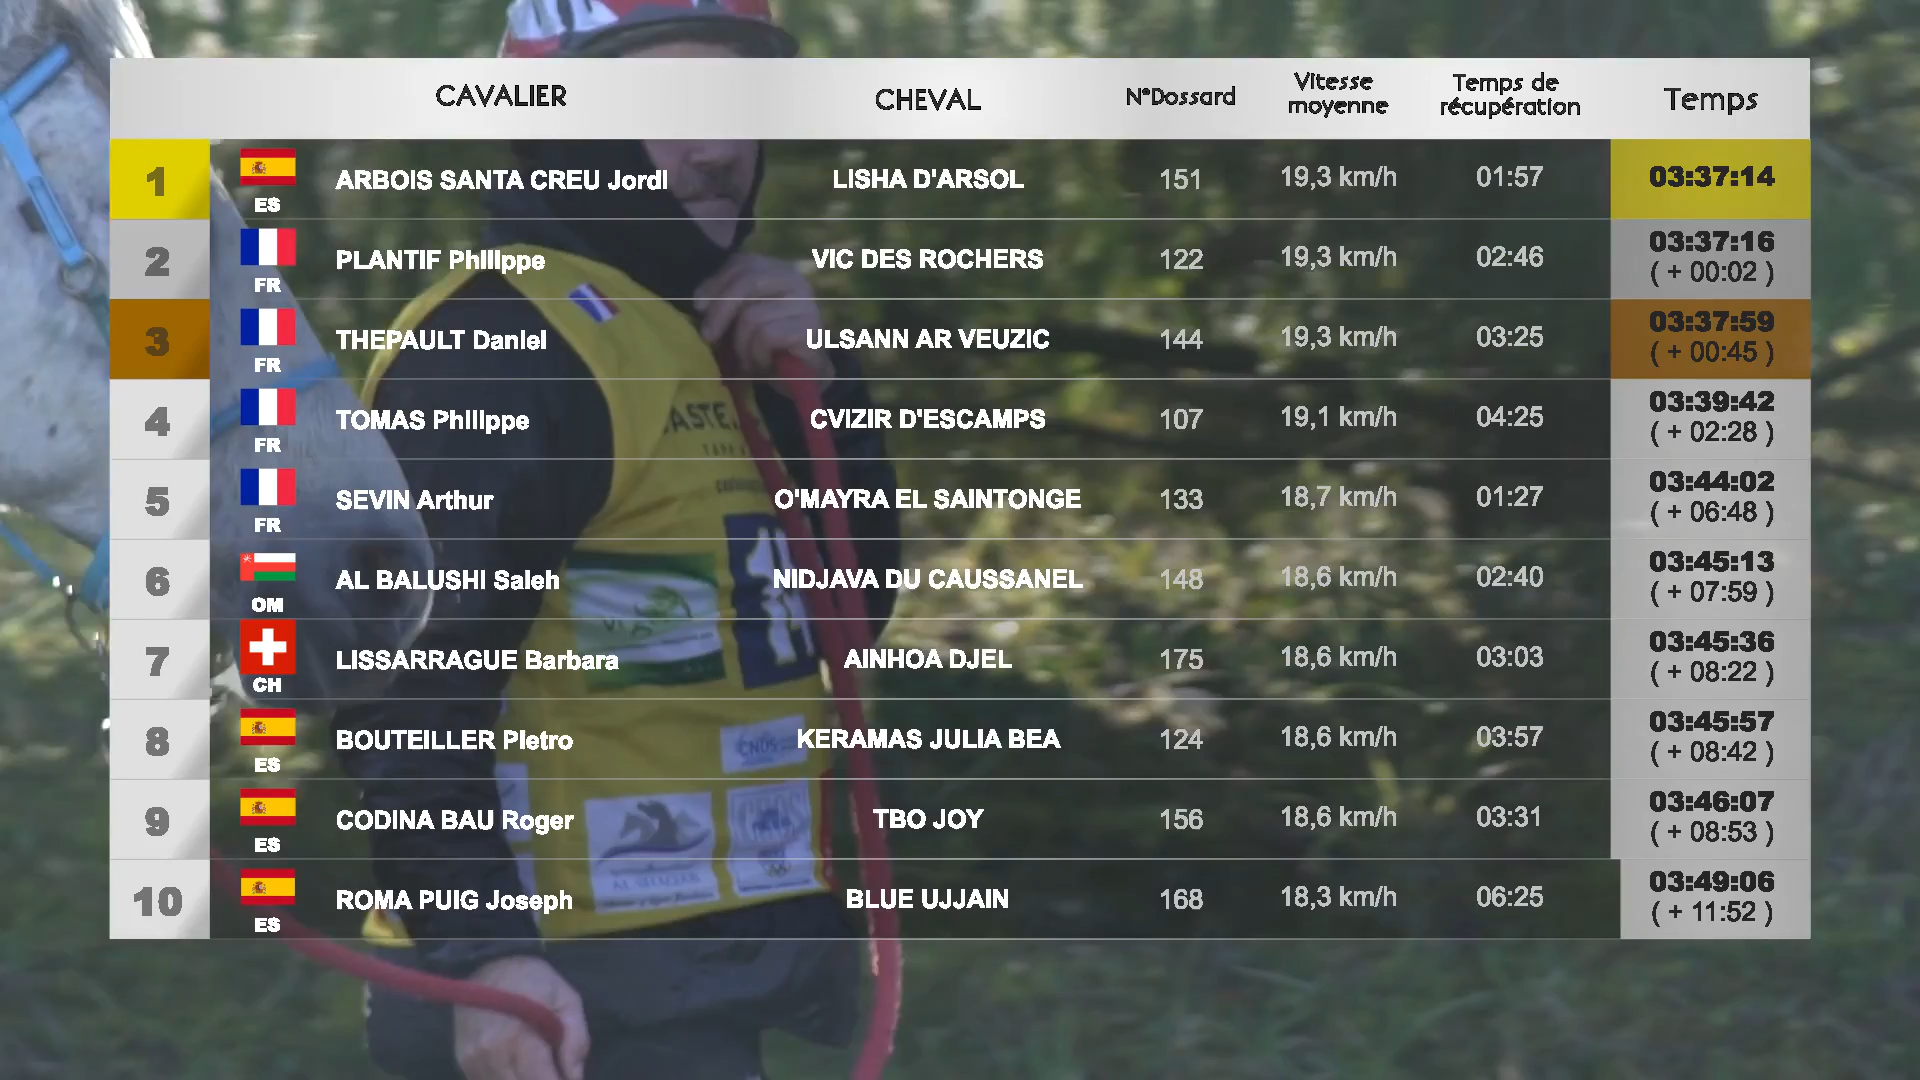 CAVALIER CHEVAL N°Dossard Vitesse moyenne Temps de récupération Temps
1 ES ARBOIS SANTA CREU Jordi LISHA D'ARSOL 151 19,3 km/h 01:57 03:37:14
2 FR PLANTIF Philippe VIC DES ROCHERS 122 19,3 km/h 02:46 03:37:16 ( + 00:02 )
3 FR THEPAULT Daniel ULSANN AR VEUZIC 144 19,3 km/h 03:25 03:37:59 ( + 00:45 )
4 FR TOMAS Philippe CVIZIR D'ESCAMPS 107 19,1 km/h 04:25 03:39:42 ( + 02:28 )
5 FR SEVIN Arthur O'MAYRA EL SAINTONGE 133 18,7 km/h 01:27 03:44:02 ( + 06:48 )
6 OM AL BALUSHI Saleh NIDJAVA DU CAUSSANEL 148 18,6 km/h 02:40 03:45:13 ( + 07:59 )
7 CH LISSARRAGUE Barbara AINHOA DJEL 175 18,6 km/h 03:03 03:45:36 ( + 08:22 )
8 ES BOUTEILLER Pietro KERAMAS JULIA BEA 124 18,6 km/h 03:57 03:45:57 ( + 08:42 )
9 ES CODINA BAU Roger TBO JOY 156 18,6 km/h 03:31 03:46:07 ( + 08:53 )
10 ES ROMA PUIG Joseph BLUE UJJAIN 168 18,3 km/h 06:25 03:49:06 ( + 11:52 )